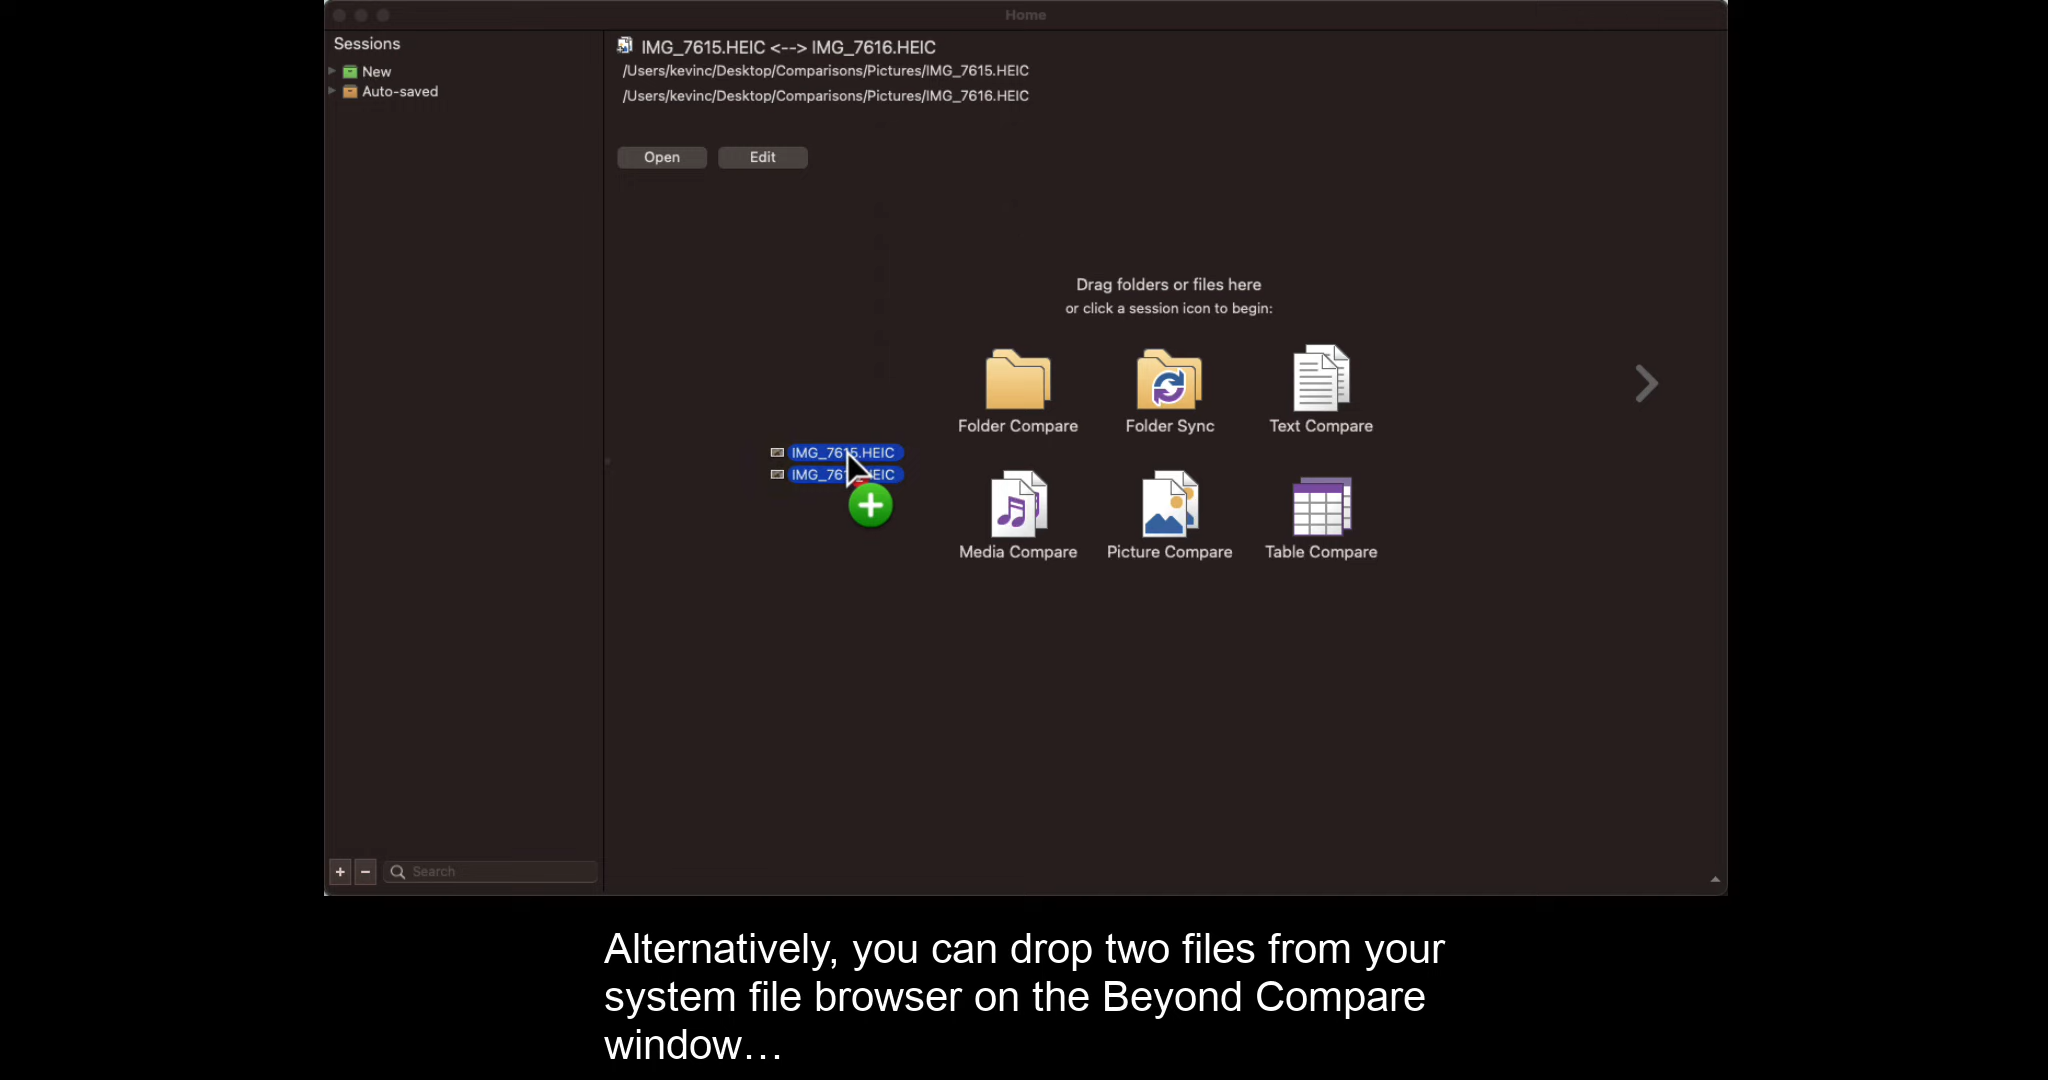 Home
Sessions
New
Auto-saved
IMG_7615.HEIC <--> IMG_7616.HEIC
/Users/kevinc/Desktop/Comparisons/Pictures/IMG_7615.HEIC
/Users/kevinc/Desktop/Comparisons/Pictures/IMG_7616.HEIC
Open Edit
Drag folders or files here
or click a session icon to begin:
Folder Compare Folder Sync Text Compare
IMG_7615.HEIC
Media Compare Picture Compare Table Compare
Search
Alternatively, you can drop two files from your
system file browser on the Beyond Compare
window…